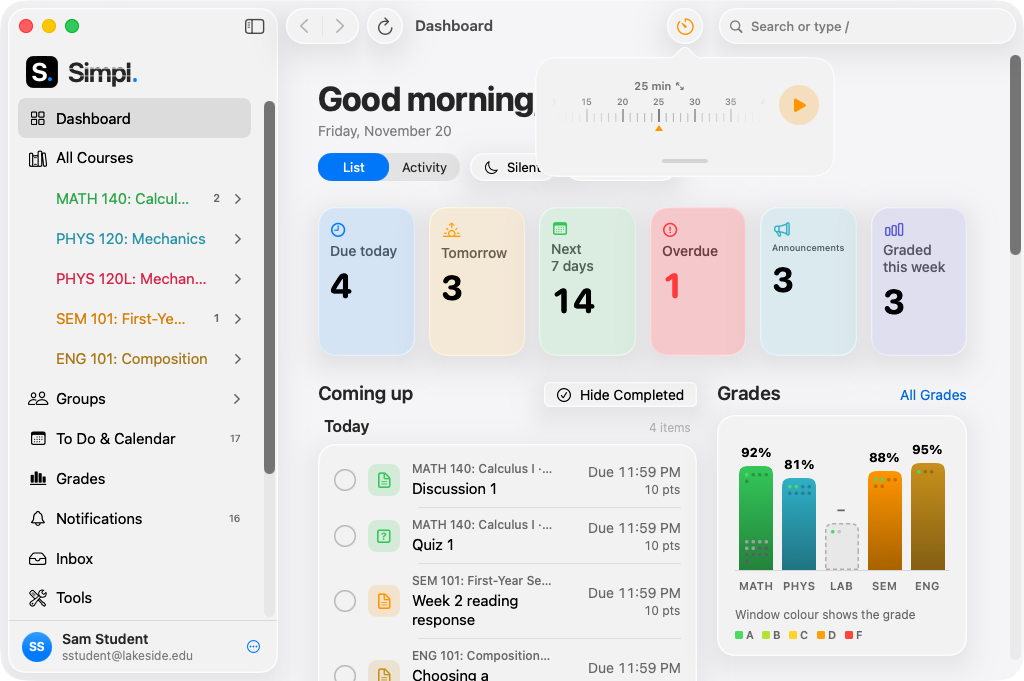 Dashboard
Search or type /
S.
Simpl.
Dashboard
All Courses
MATH 140: Calcul... 2
PHYS 120: Mechanics
PHYS 120L: Mechan...
SEM 101: First-Ye... 1
ENG 101: Composition
Groups
To Do & Calendar 17
Grades
Notifications 16
Inbox
Tools
SS
Sam Student
sstudent@lakeside.edu
25 min
15 20 25 30 35
Good morning,
Friday, November 20
List Activity Silent
Due today
4
Tomorrow
3
Next
7 days
14
Overdue
1
Announcements
3
Graded
this week
3
Coming up
Hide Completed
Today
4 items
MATH 140: Calculus I ·...
Discussion 1
Due 11:59 PM
10 pts
MATH 140: Calculus I ·...
Quiz 1
Due 11:59 PM
10 pts
SEM 101: First-Year Se...
Week 2 reading
response
Due 11:59 PM
10 pts
ENG 101: Composition...
Choosing a
Due 11:59 PM
Grades
All Grades
92% 81% – 88% 95%
MATH PHYS LAB SEM ENG
Window colour shows the grade
A B C D F